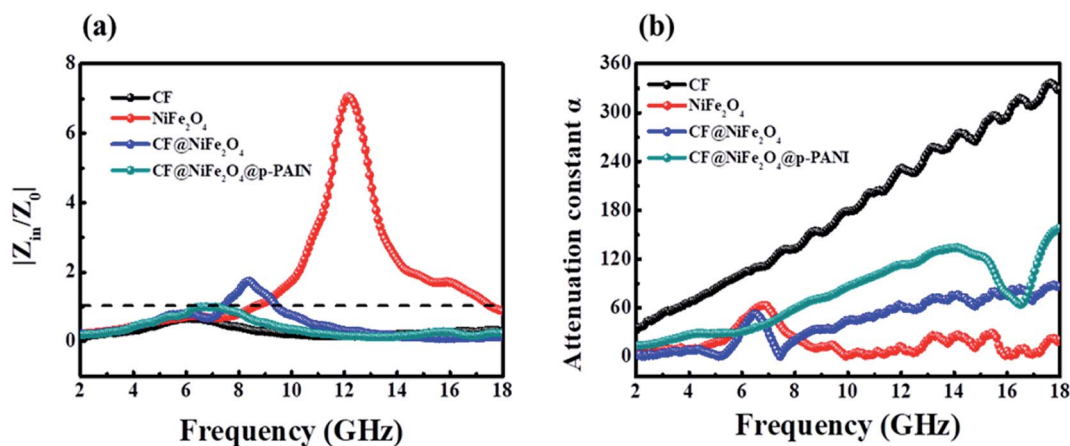 (a)
8
6
4
2
0
|Z_in/Z_0|
CF
NiFe₂O₄
CF@NiFe₂O₄
CF@NiFe₂O₄@p-PAIN
2 4 6 8 10 12 14 16 18
Frequency (GHz)
(b)
360
300
240
180
120
60
0
Attenuation constant α
CF
NiFe₂O₄
CF@NiFe₂O₄
CF@NiFe₂O₄@p-PANI
2 4 6 8 10 12 14 16 18
Frequency (GHz)